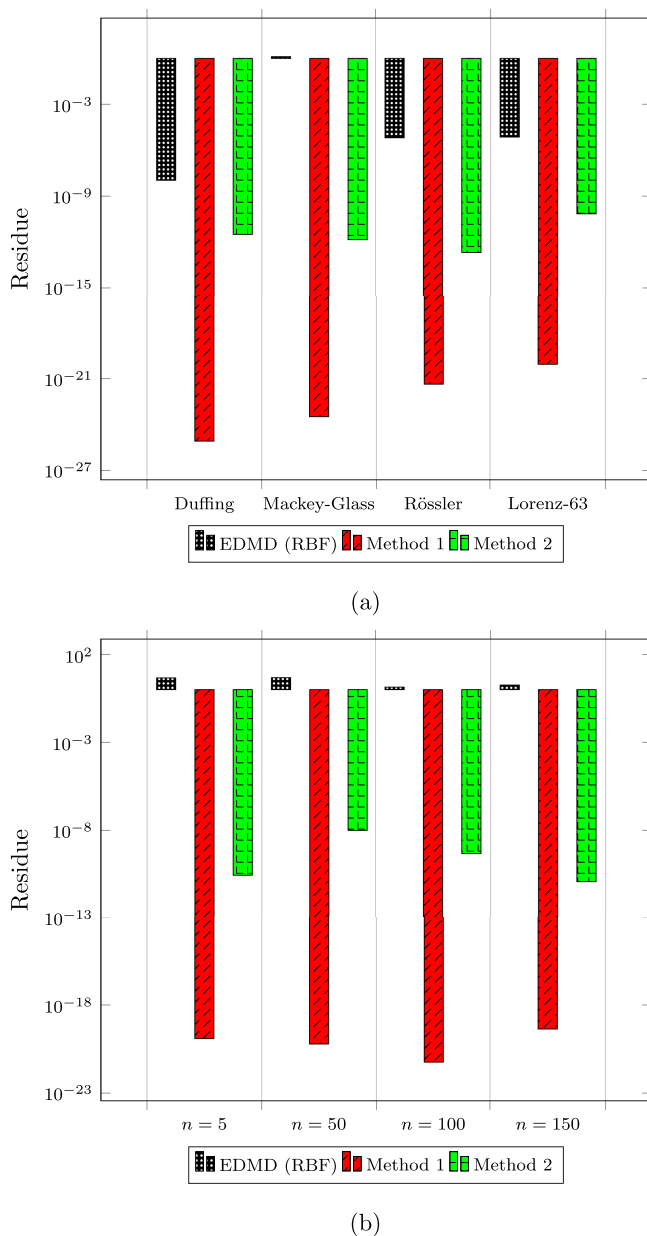 10^−3
10^−9
10^−15
10^−21
10^−27
Residue
Duffing Mackey-Glass Rössler Lorenz-63
EDMD (RBF) Method 1 Method 2
(a)
10^2
10^−3
10^−8
10^−13
10^−18
10^−23
Residue
n = 5 n = 50 n = 100 n = 150
EDMD (RBF) Method 1 Method 2
(b)